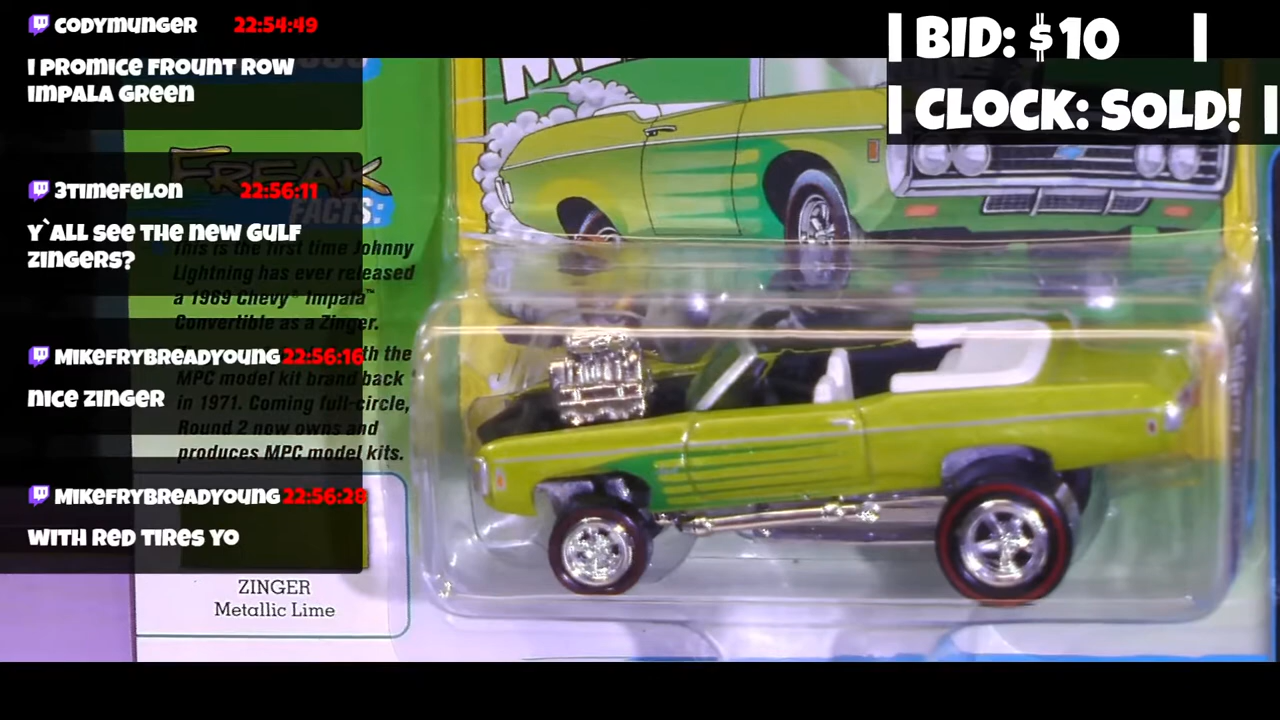 CODYMUNGER 22:54:49
I PROMICE FROUNT ROW
IMPALA GREEN
3TIMEFELON 22:56:11
Y`ALL SEE THE NEW GULF
ZINGERS?
MIKEFRYBREADYOUNG 22:56:16
NICE ZINGER
MIKEFRYBREADYOUNG 22:56:28
WITH RED TIRES YO
| BID: $10 |
| CLOCK: SOLD! |
FREAK
FACTS:
This is the first time Johnny
Lightning has ever released
a 1969 Chevy® Impala™
Convertible as a Zinger.
th the
MPC model kit brand back
in 1971. Coming full-circle,
Round 2 now owns and
produces MPC model kits.
ZINGER
Metallic Lime